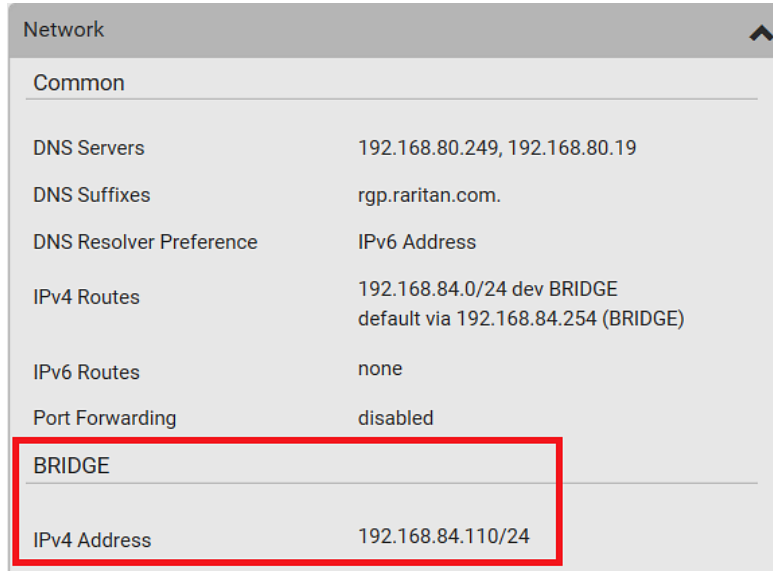 Network
Common
DNS Servers 192.168.80.249, 192.168.80.19
DNS Suffixes rgp.raritan.com.
DNS Resolver Preference IPv6 Address
IPv4 Routes 192.168.84.0/24 dev BRIDGE
default via 192.168.84.254 (BRIDGE)
IPv6 Routes none
Port Forwarding disabled
BRIDGE
IPv4 Address 192.168.84.110/24